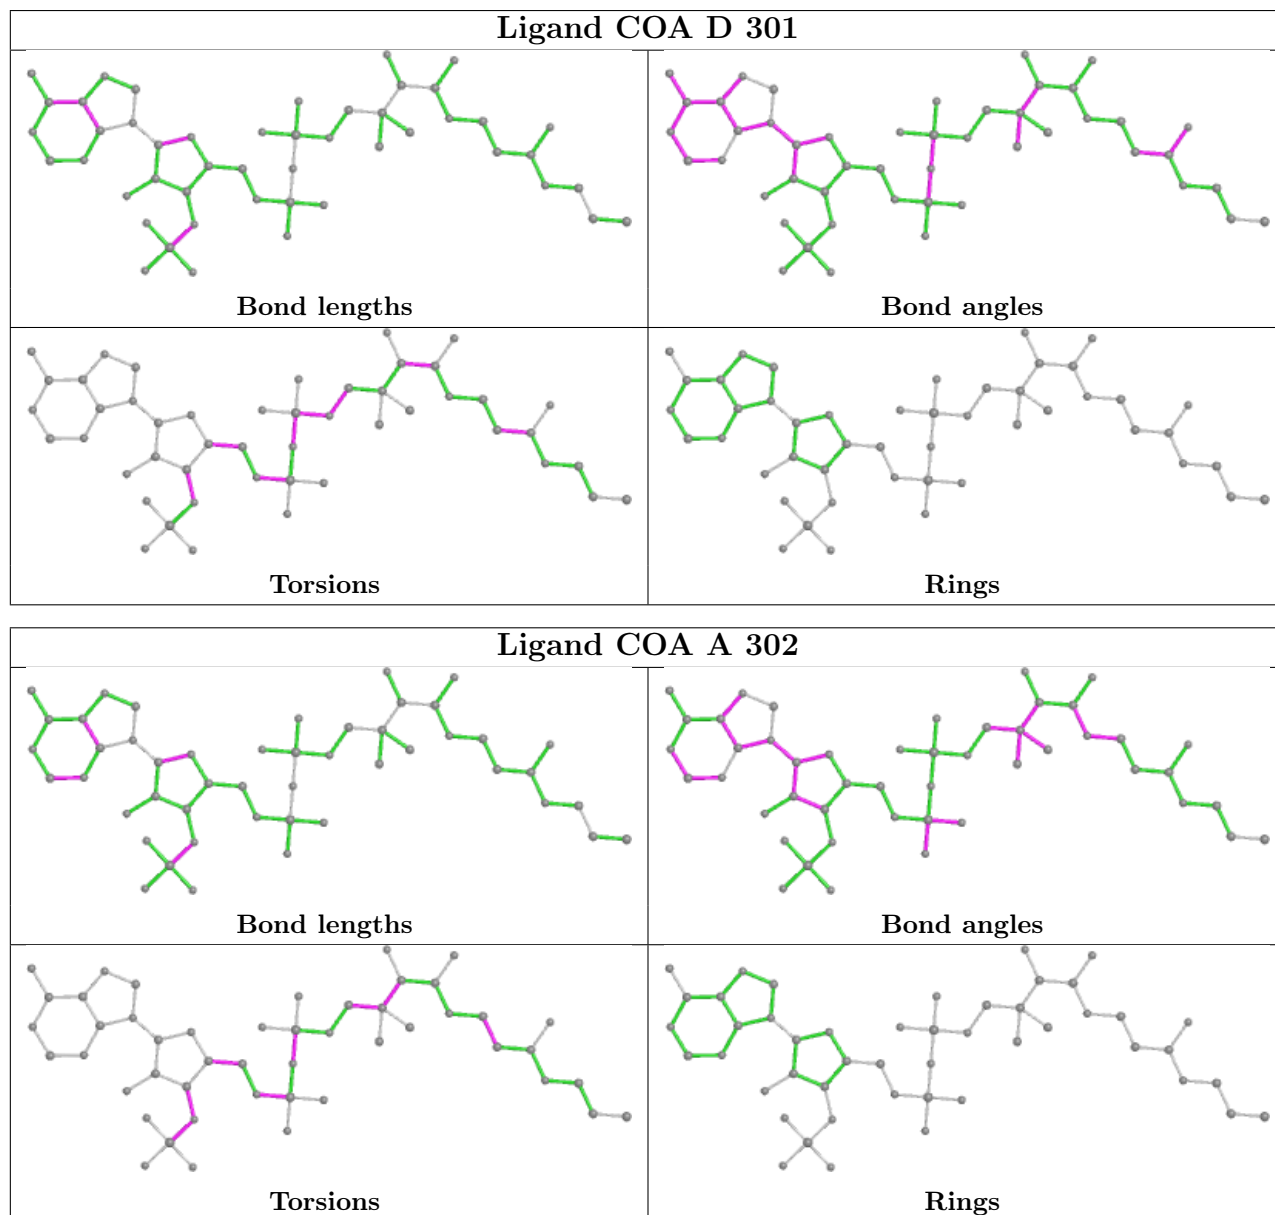 Ligand COA D 301
Bond lengths
Bond angles
Torsions
Rings
Ligand COA A 302
Bond lengths
Bond angles
Torsions
Rings